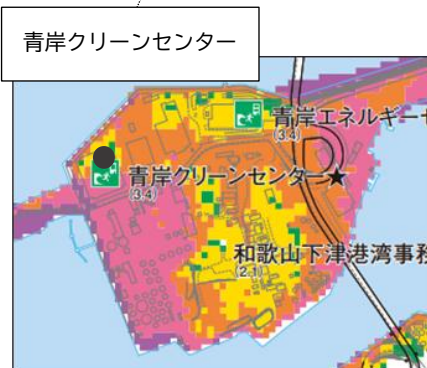 青岸クリーンセンター
青岸エネルギーセ
(3.4)
青岸クリーンセンター★
(3.4)
和歌山下津港湾事務
(2.1)